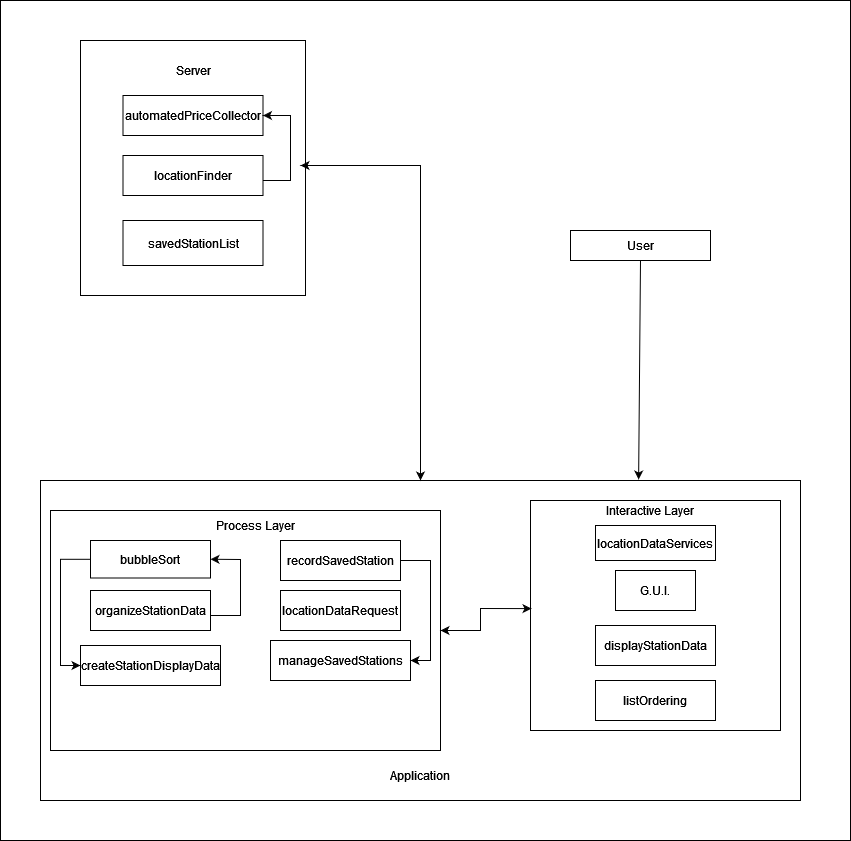 Server
automatedPriceCollector
locationFinder
savedStationList
User
Process Layer
bubbleSort
organizeStationData
createStationDisplayData
recordSavedStation
locationDataRequest
manageSavedStations
Interactive Layer
locationDataServices
G.U.I.
displayStationData
listOrdering
Application